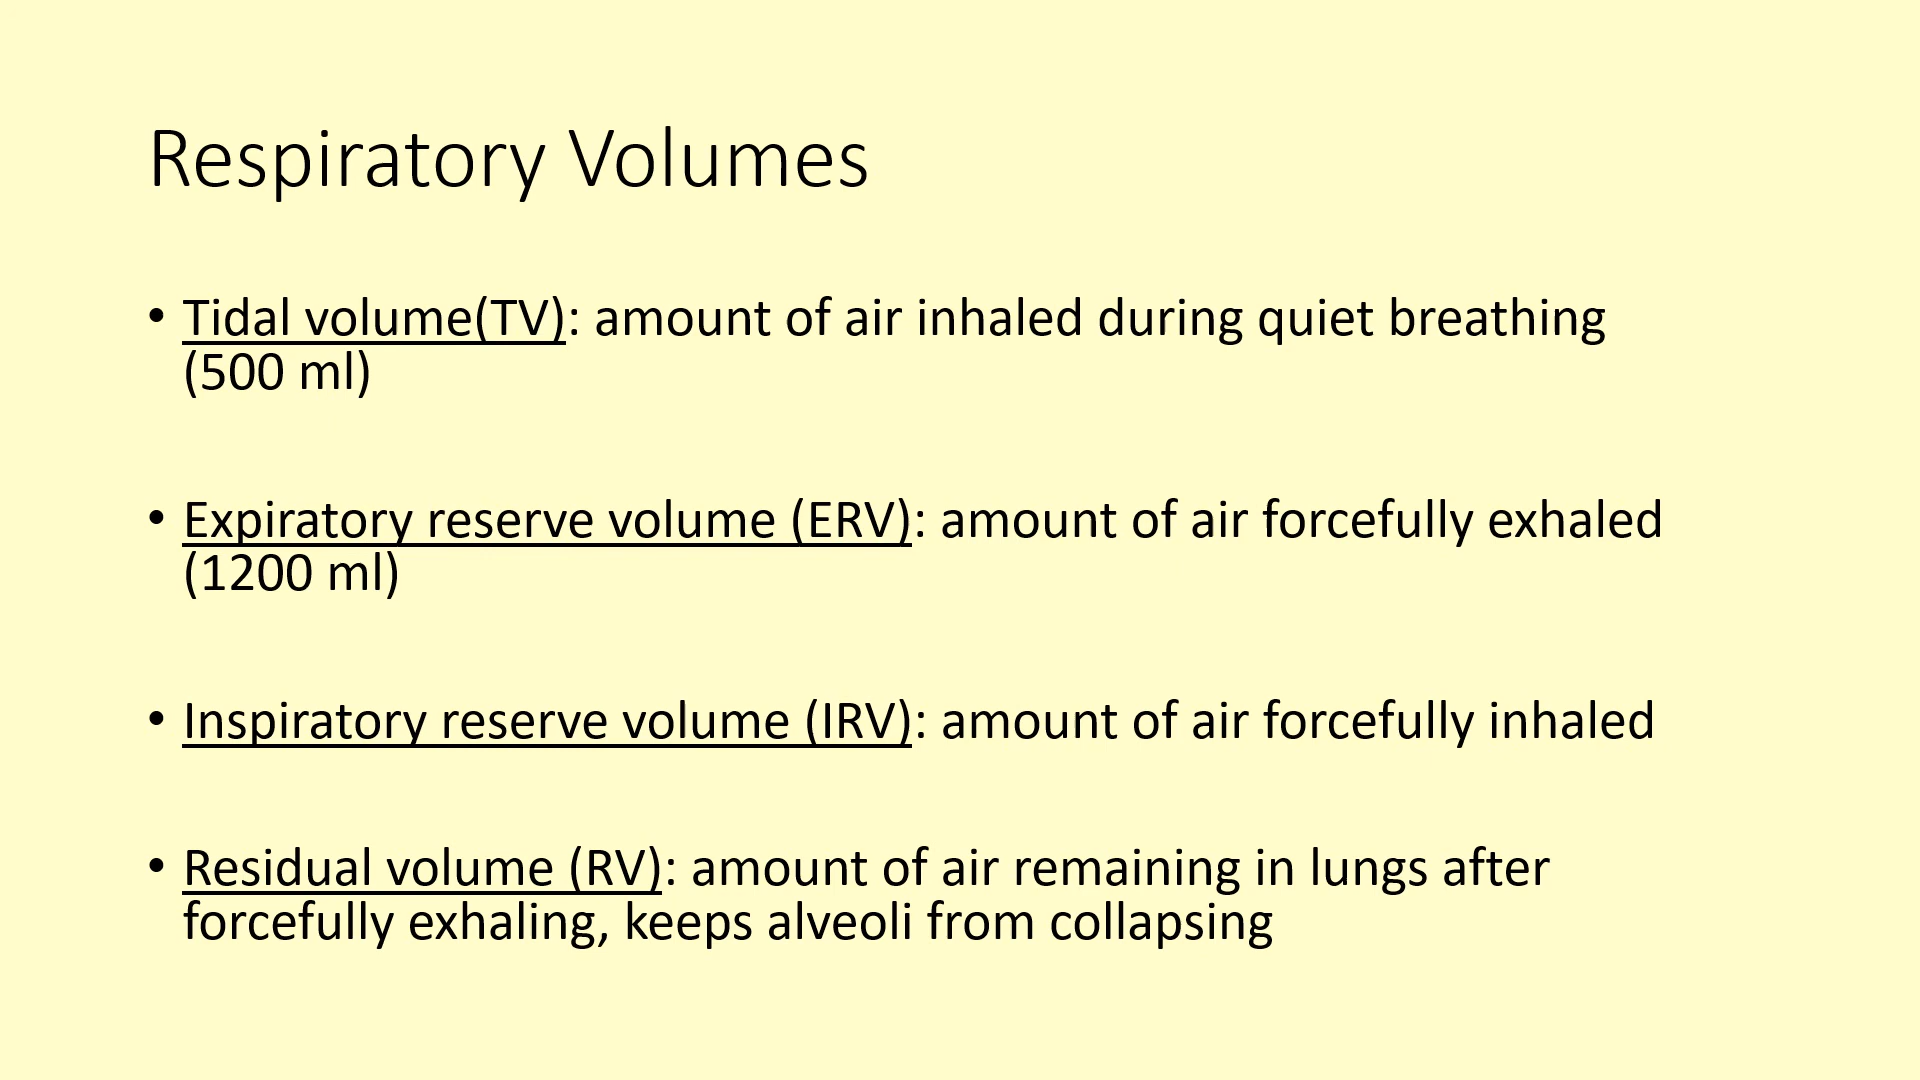 Respiratory Volumes
• Tidal volume(TV): amount of air inhaled during quiet breathing
(500 ml)
• Expiratory reserve volume (ERV): amount of air forcefully exhaled
(1200 ml)
• Inspiratory reserve volume (IRV): amount of air forcefully inhaled
• Residual volume (RV): amount of air remaining in lungs after
forcefully exhaling, keeps alveoli from collapsing